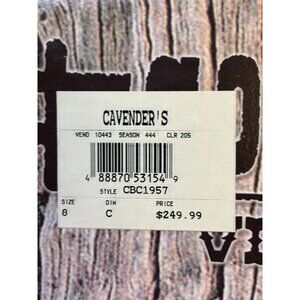 CAVENDER'S
VEND 10443 SEASON 444 CLR 205
4 88870 53154 9
STYLE CBC1957
SIZE DIM PRICE
8 C $249.99